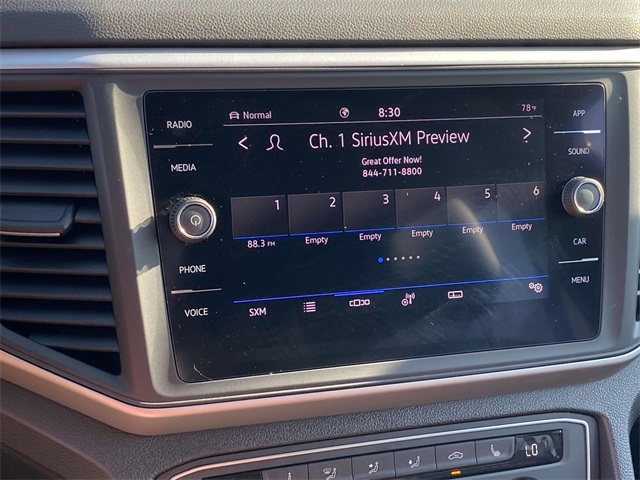 Normal 8:30 78°F
RADIO
MEDIA
PHONE
VOICE
Ch. 1 SiriusXM Preview
Great Offer Now!
844-711-8800
1 2 3 4 5 6
88.3 FM Empty Empty Empty Empty Empty
SXM
APP
SOUND
CAR
MENU
LO